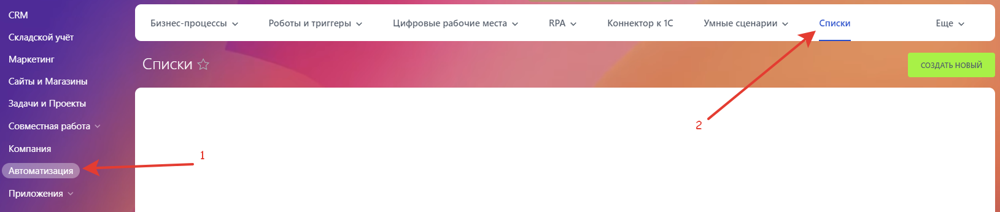 CRM
Складской учёт
Маркетинг
Сайты и Магазины
Задачи и Проекты
Совместная работа
Компания
Автоматизация
Приложения
Бизнес-процессы
Роботы и триггеры
Цифровые рабочие места
RPA
Коннектор к 1С
Умные сценарии
Списки
Еще
Списки
СОЗДАТЬ НОВЫЙ
1
2